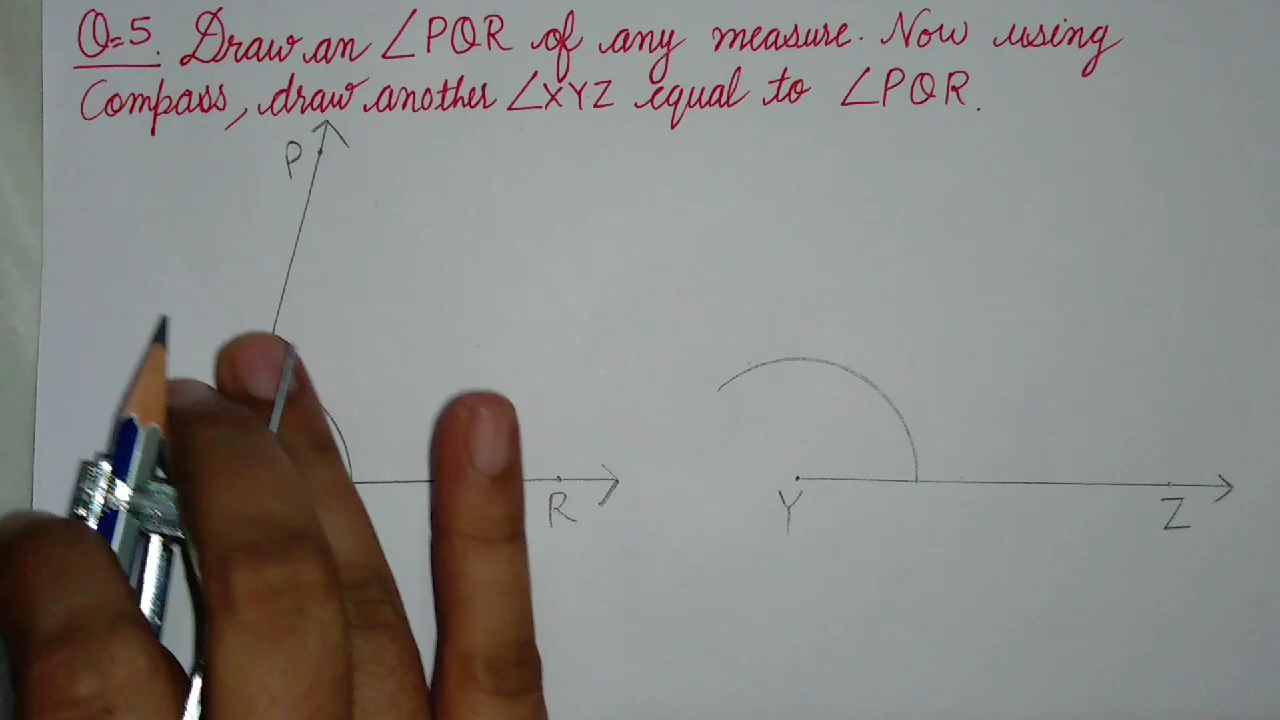 Q=5. Draw an ∠PQR of any measure. Now using
Compass, draw another ∠XYZ equal to ∠PQR.
P
R
Y
Z